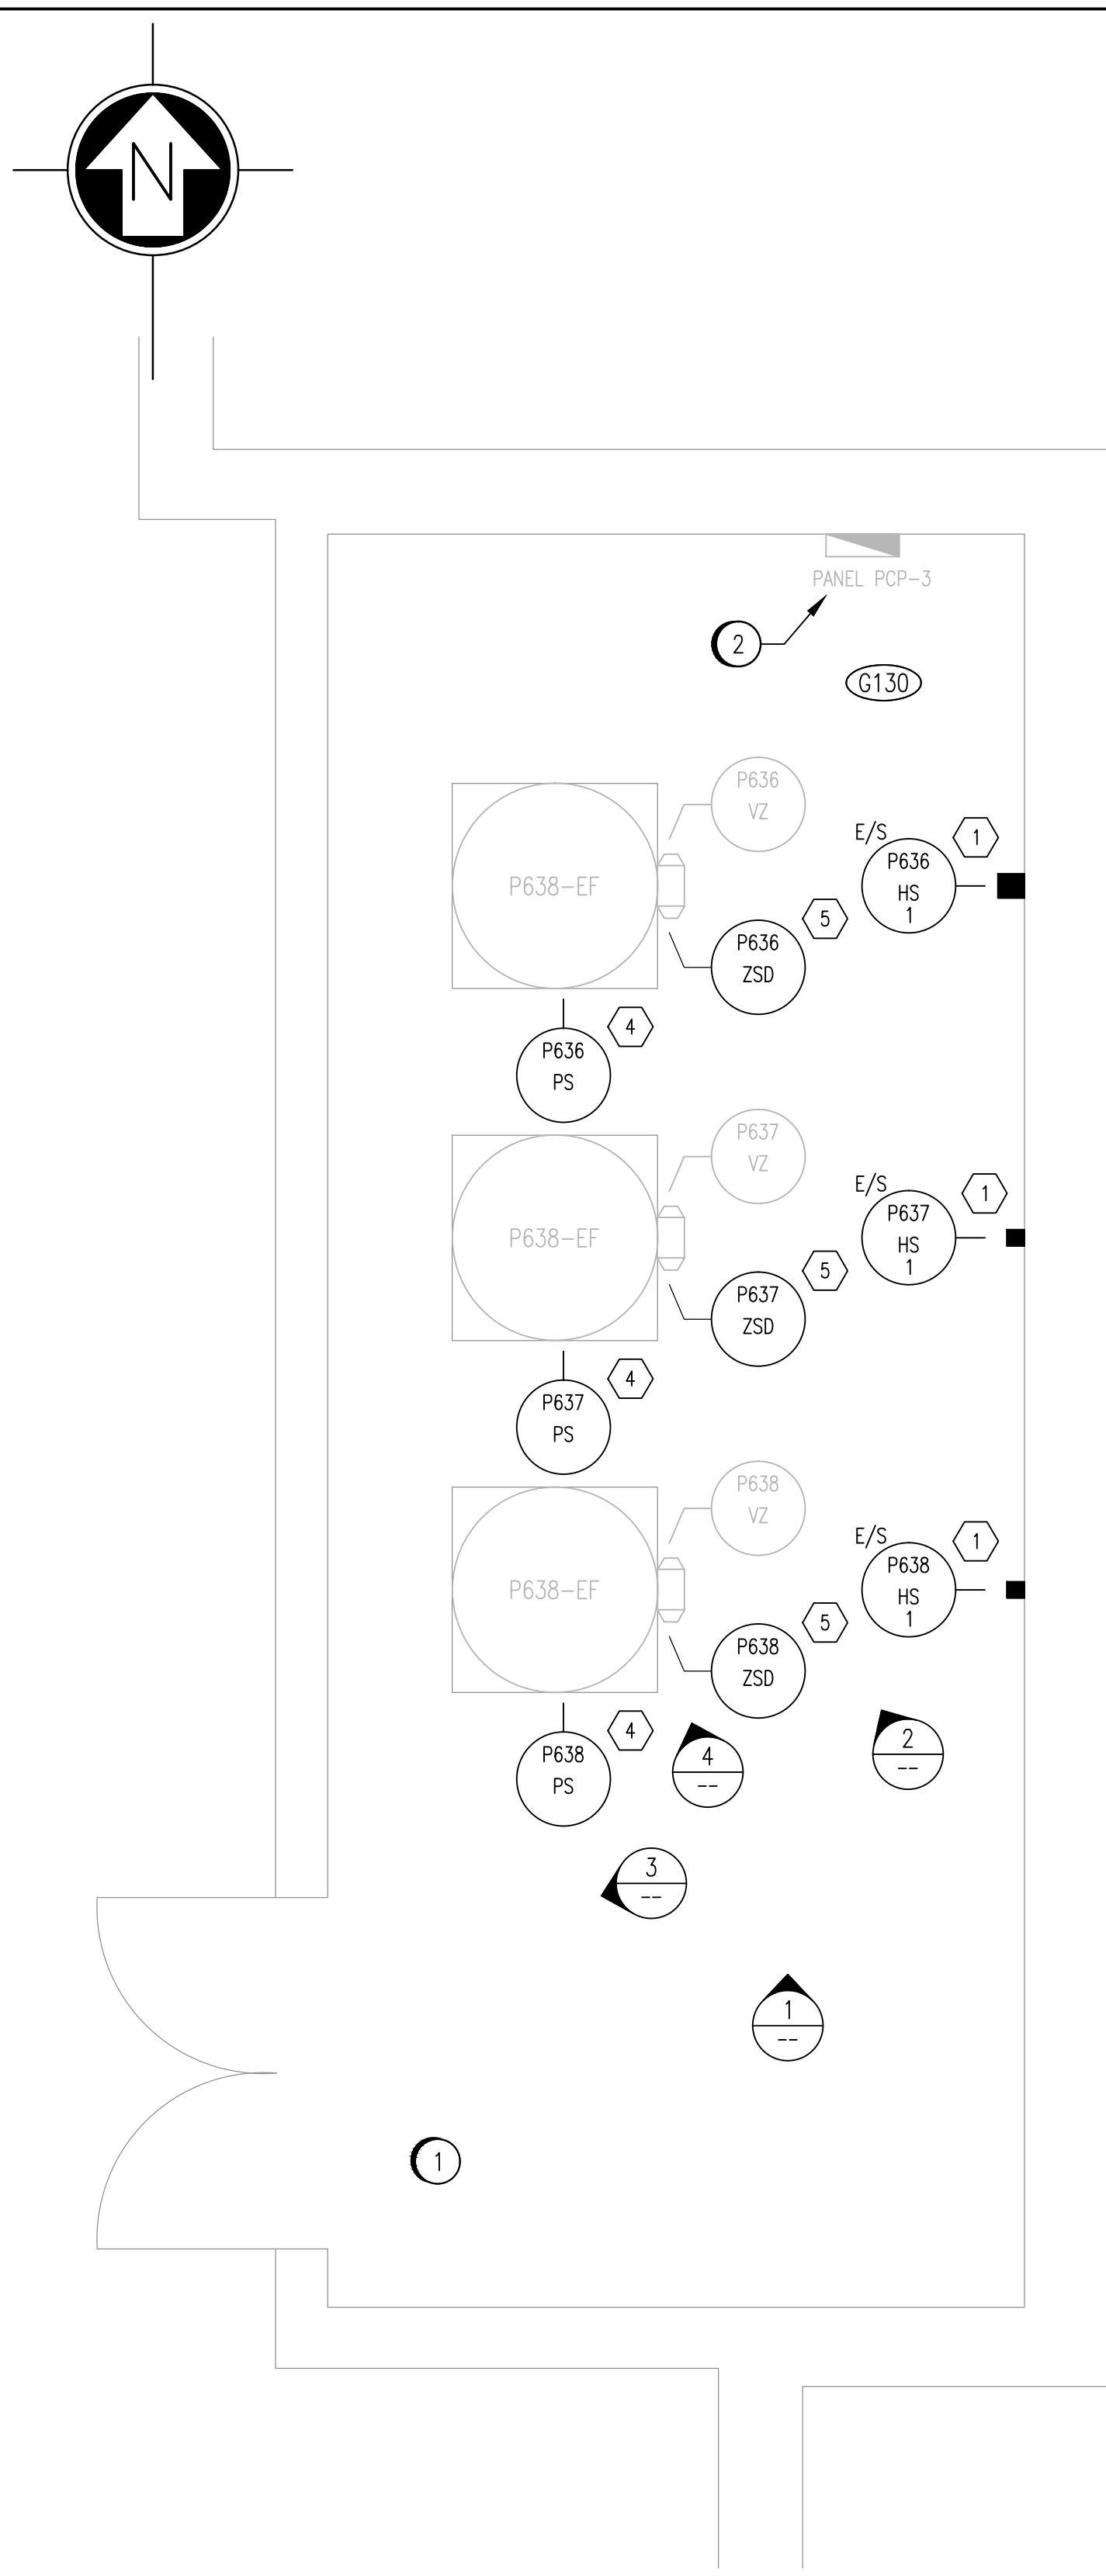 N
PANEL PCP-3
2
G130
P636
VZ
E/S
1
P636
HS
1
P638-EF
5
P636
ZSD
4
P636
PS
P637
VZ
E/S
1
P637
HS
1
P638-EF
5
P637
ZSD
4
P637
PS
P638
VZ
E/S
1
P638
HS
1
P638-EF
5
P638
ZSD
4
P638
PS
4
--
2
--
3
--
1
--
1